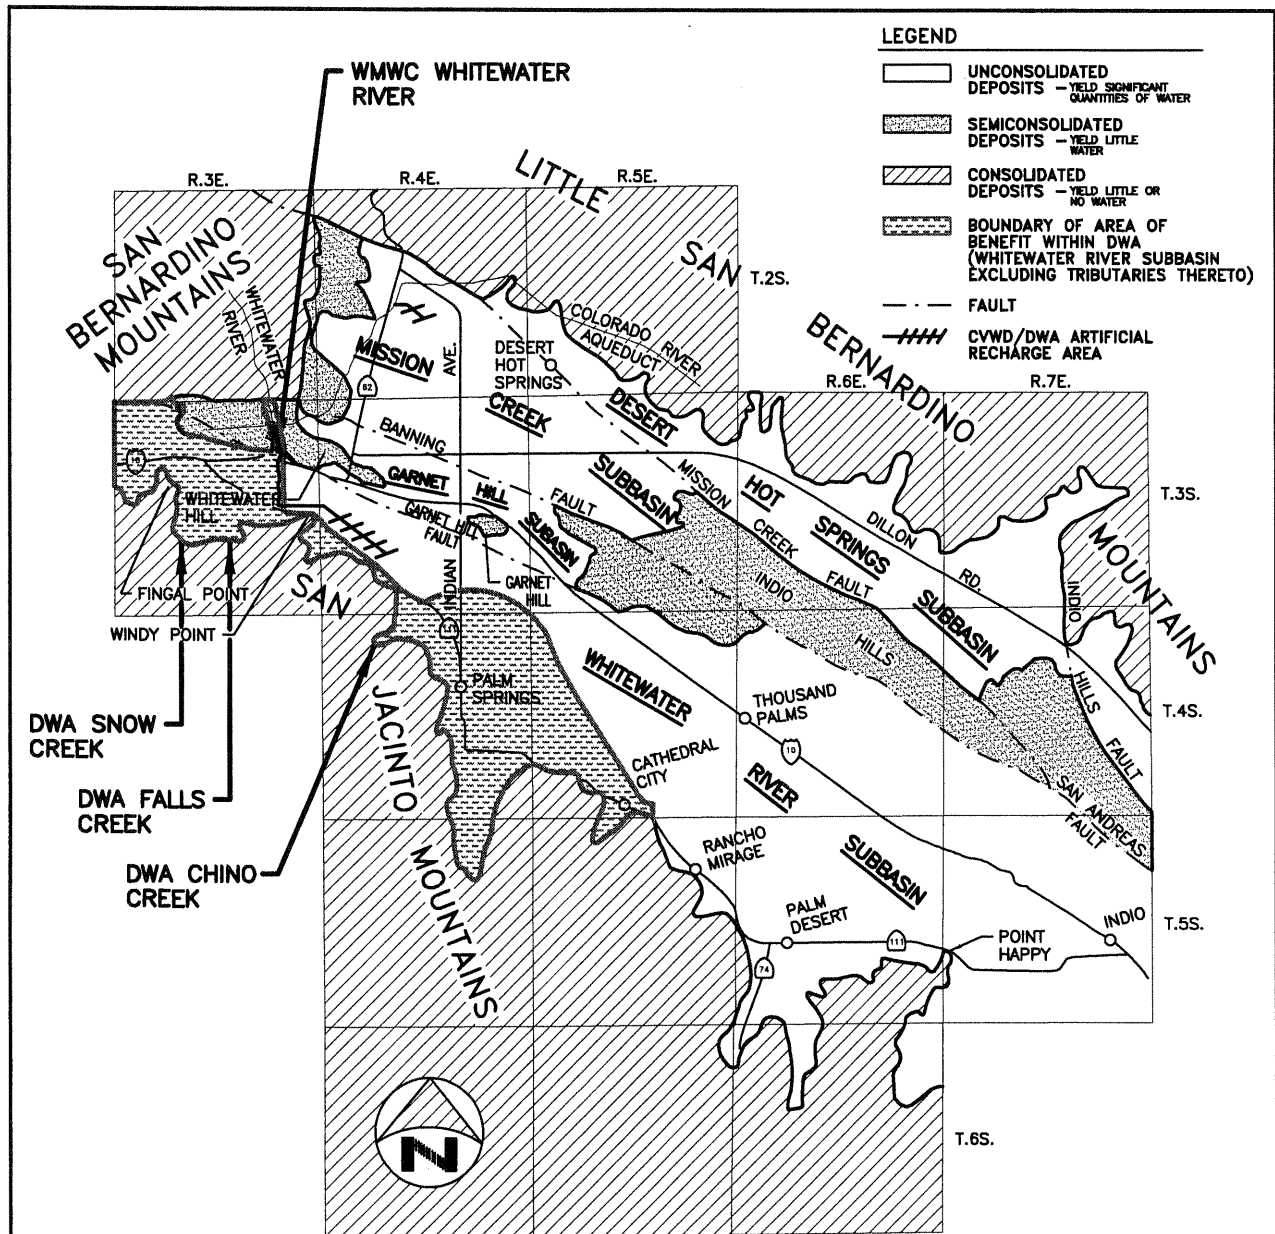 LEGEND
UNCONSOLIDATED
DEPOSITS – YIELD SIGNIFICANT
QUANTITIES OF WATER
SEMICONSOLIDATED
DEPOSITS – YIELD LITTLE
WATER
CONSOLIDATED
DEPOSITS – YIELD LITTLE OR
NO WATER
BOUNDARY OF AREA OF
BENEFIT WITHIN DWA
(WHITEWATER RIVER SUBBASIN
EXCLUDING TRIBUTARIES THERETO)
FAULT
CVWD/DWA ARTIFICIAL
RECHARGE AREA
WMWC WHITEWATER
RIVER
R.3E.
R.4E.
R.5E.
R.6E.
R.7E.
T.2S.
T.3S.
T.4S.
T.5S.
T.6S.
LITTLE
SAN
BERNARDINO
MOUNTAINS
SAN
BERNARDINO
MOUNTAINS
WHITEWATER
RIVER
COLORADO RIVER
AQUEDUCT
DESERT
HOT
SPRINGS
MISSION
CREEK
SUBBASIN
AVE.
62
DESERT
HOT
SPRINGS
SUBBASIN
BANNING
FAULT
MISSION
CREEK
FAULT
DILLON
RD.
INDIO
HILLS
FAULT
GARNET
HILL
SUBASIN
GARNET HILL
FAULT
GARNET
HILL
INDIAN
INDIO
HILLS
10
WHITEWATER
HILL
FINGAL POINT
WINDY POINT
SAN
JACINTO
MOUNTAINS
DWA SNOW
CREEK
DWA FALLS
CREEK
DWA CHINO
CREEK
PALM
SPRINGS
WHITEWATER
RIVER
SUBBASIN
THOUSAND
PALMS
10
CATHEDRAL
CITY
RANCHO
MIRAGE
PALM
DESERT
74
111
POINT
HAPPY
INDIO
SAN ANDREAS
FAULT
N